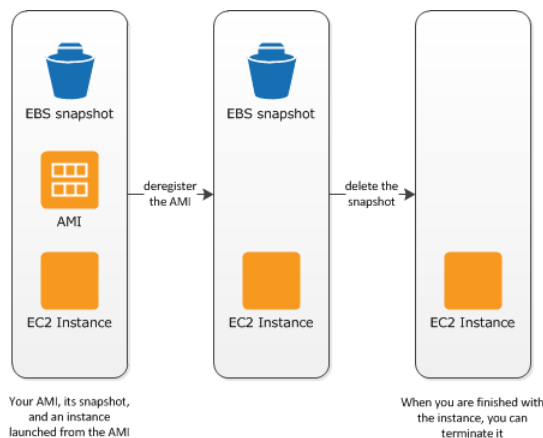 EBS snapshot
AMI
EC2 Instance
deregister
the AMI
EBS snapshot
EC2 Instance
delete the
snapshot
EC2 Instance
Your AMI, its snapshot,
and an instance
launched from the AMI
When you are finished with
the instance, you can
terminate it